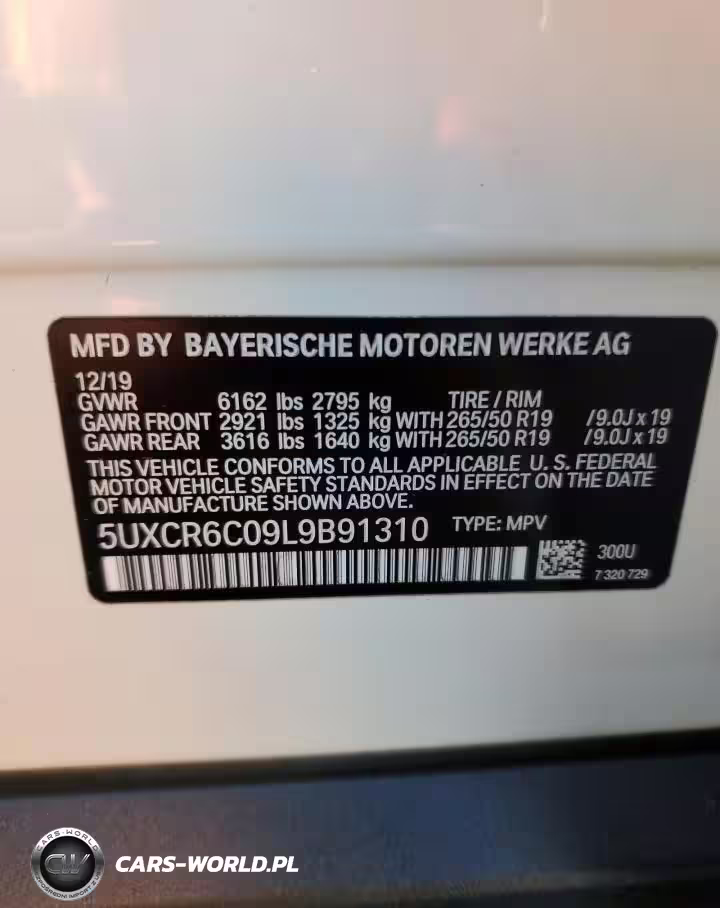 MFD BY BAYERISCHE MOTOREN WERKE AG
12/19
GVWR 6162 lbs 2795 kg TIRE / RIM
GAWR FRONT 2921 lbs 1325 kg WITH 265/50 R19 /9.0J x 19
GAWR REAR 3616 lbs 1640 kg WITH 265/50 R19 /9.0J x 19
THIS VEHICLE CONFORMS TO ALL APPLICABLE U. S. FEDERAL
MOTOR VEHICLE SAFETY STANDARDS IN EFFECT ON THE DATE
OF MANUFACTURE SHOWN ABOVE.
5UXCR6C09L9B91310 TYPE: MPV
300U
7 320 729
CARS-WORLD
CW
CARS-WORLD.PL